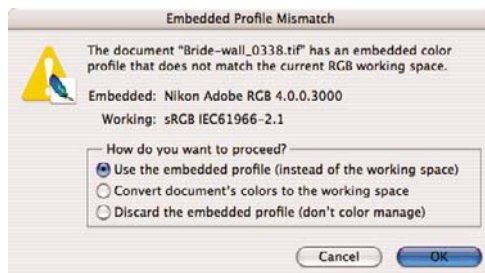 Embedded Profile Mismatch
The document "Bride-wall_0338.tif" has an embedded color
profile that does not match the current RGB working space.
Embedded: Nikon Adobe RGB 4.0.0.3000
Working: sRGB IEC61966-2.1
How do you want to proceed?
Use the embedded profile (instead of the working space)
Convert document's colors to the working space
Discard the embedded profile (don't color manage)
Cancel OK